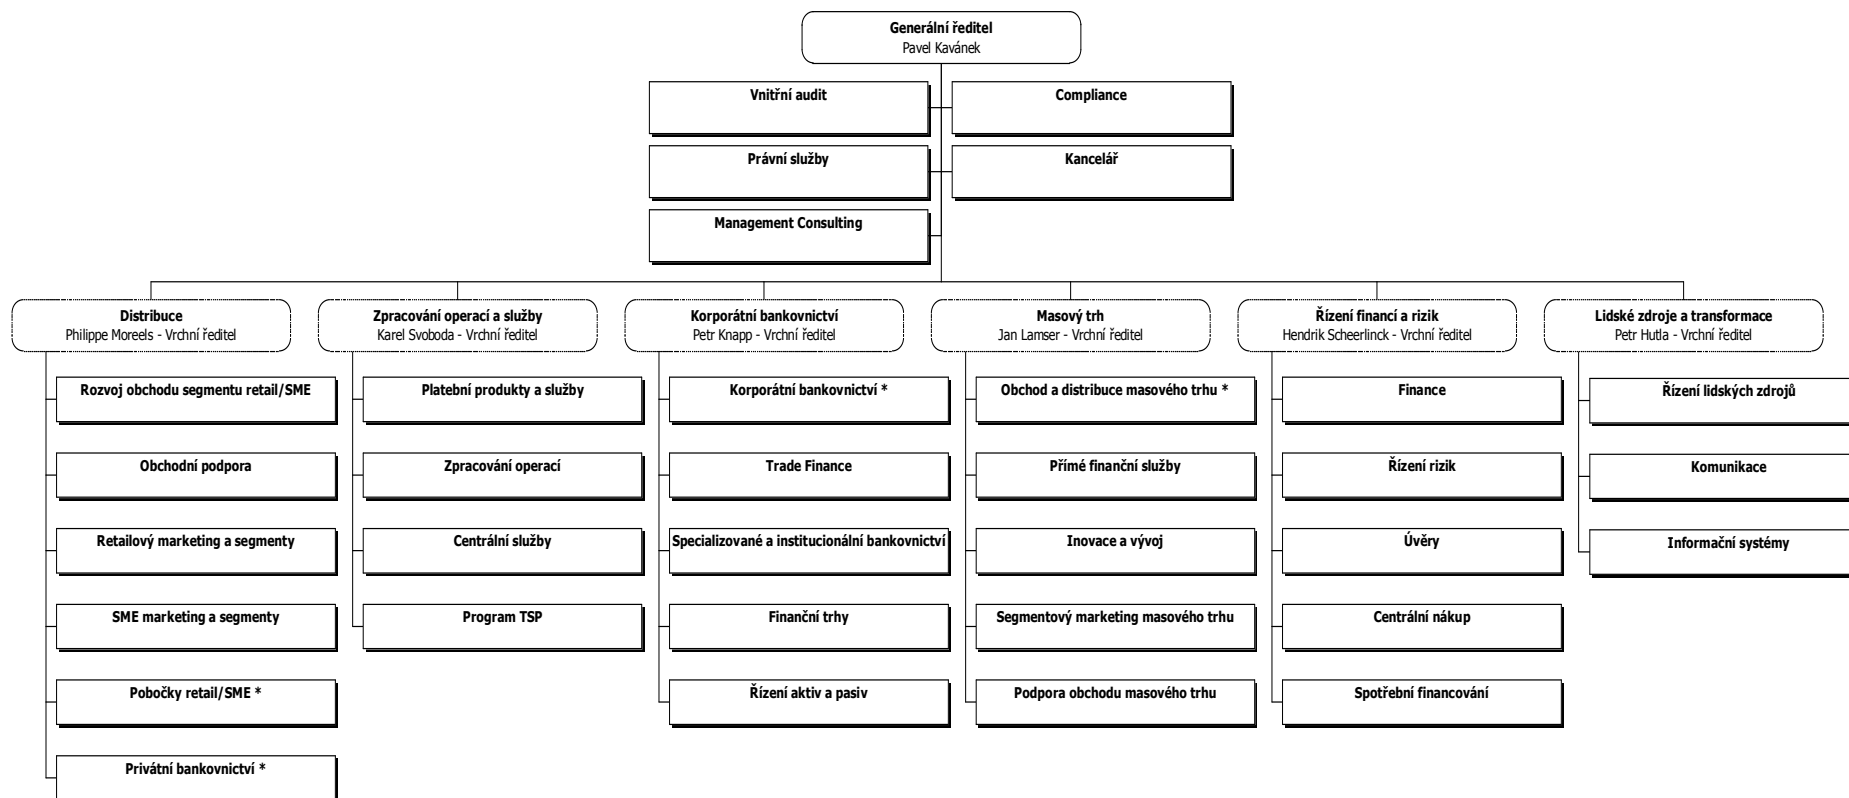 Generální ředitel
Pavel Kavánek
Vnitřní audit
Compliance
Právní služby
Kancelář
Management Consulting
Distribuce
Philippe Moreels - Vrchní ředitel
Zpracování operací a služby
Karel Svoboda - Vrchní ředitel
Korporátní bankovnictví
Petr Knapp - Vrchní ředitel
Masový trh
Jan Lamser - Vrchní ředitel
Řízení financí a rizik
Hendrik Scheerlinck - Vrchní ředitel
Lidské zdroje a transformace
Petr Hutla - Vrchní ředitel
Rozvoj obchodu segmentu retail/SME
Obchodní podpora
Retailový marketing a segmenty
SME marketing a segmenty
Pobočky retail/SME *
Privátní bankovnictví *
Platební produkty a služby
Zpracování operací
Centrální služby
Program TSP
Korporátní bankovnictví *
Trade Finance
Specializované a institucionální bankovnictví
Finanční trhy
Řízení aktiv a pasiv
Obchod a distribuce masového trhu *
Přímé finanční služby
Inovace a vývoj
Segmentový marketing masového trhu
Podpora obchodu masového trhu
Finance
Řízení rizik
Úvěry
Centrální nákup
Spotřební financování
Řízení lidských zdrojů
Komunikace
Informační systémy